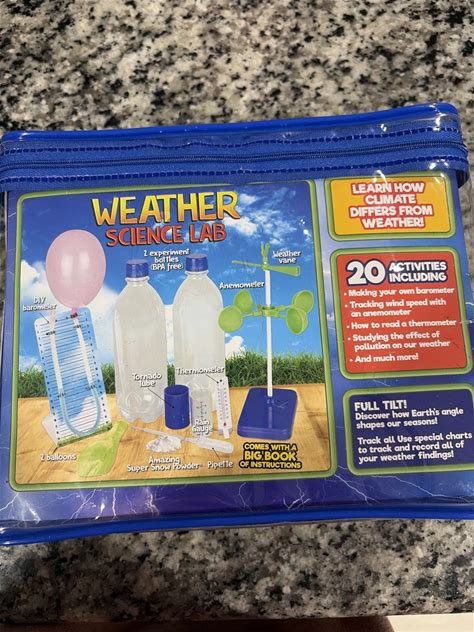 WEATHER
SCIENCE LAB
2 experiment
bottles
(BPA free)
Weather
vane
Anemometer
DIY
barometer
Tornado
Tube
Thermometer
Rain
Gauge
2 balloons
Amazing
Super Snow Powder
Pipette
COMES WITH A
BIG BOOK
OF INSTRUCTIONS
LEARN HOW
CLIMATE
DIFFERS FROM
WEATHER!
20 ACTIVITIES
INCLUDING
• Making your own barometer
• Tracking wind speed with
an anemometer
• How to read a thermometer
• Studying the effect of
pollution on our weather
• And much more!
FULL TILT!
Discover how Earth's angle
shapes our seasons!
Track all Use special charts
to track and record all of
your weather findings!